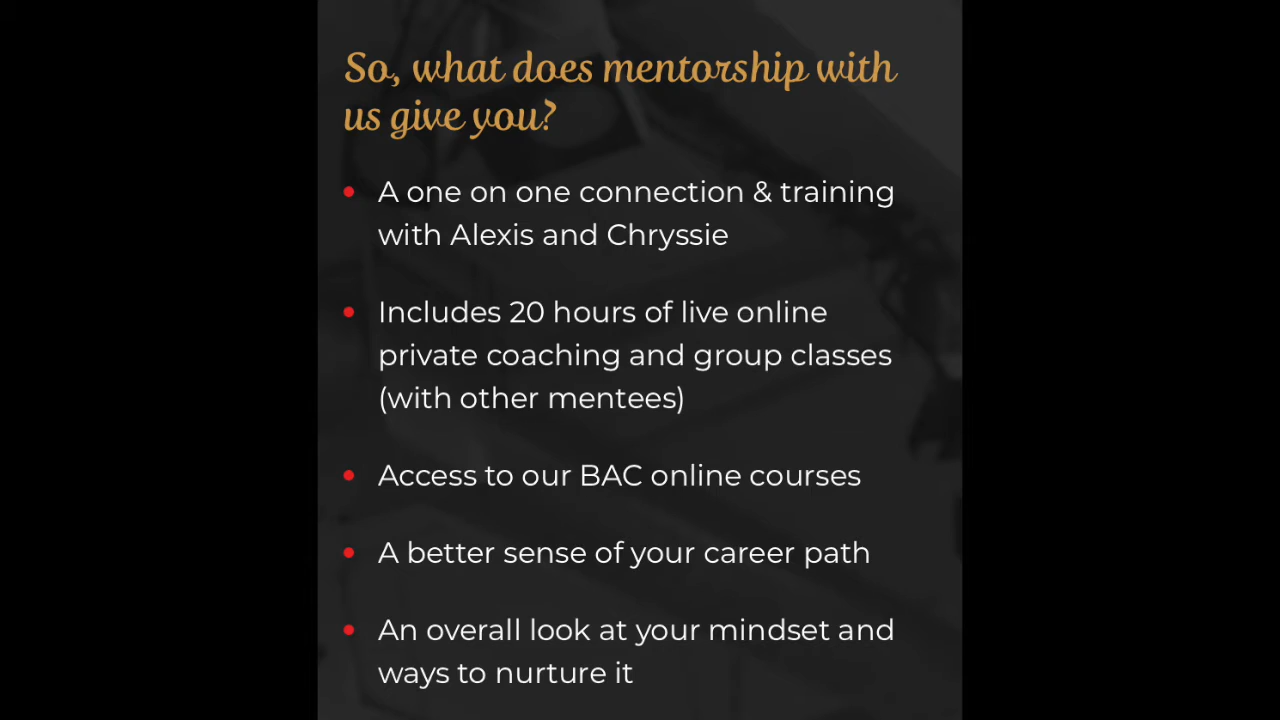 So, what does mentorship with
us give you?
A one on one connection & training
with Alexis and Chryssie
Includes 20 hours of live online
private coaching and group classes
(with other mentees)
Access to our BAC online courses
A better sense of your career path
An overall look at your mindset and
ways to nurture it